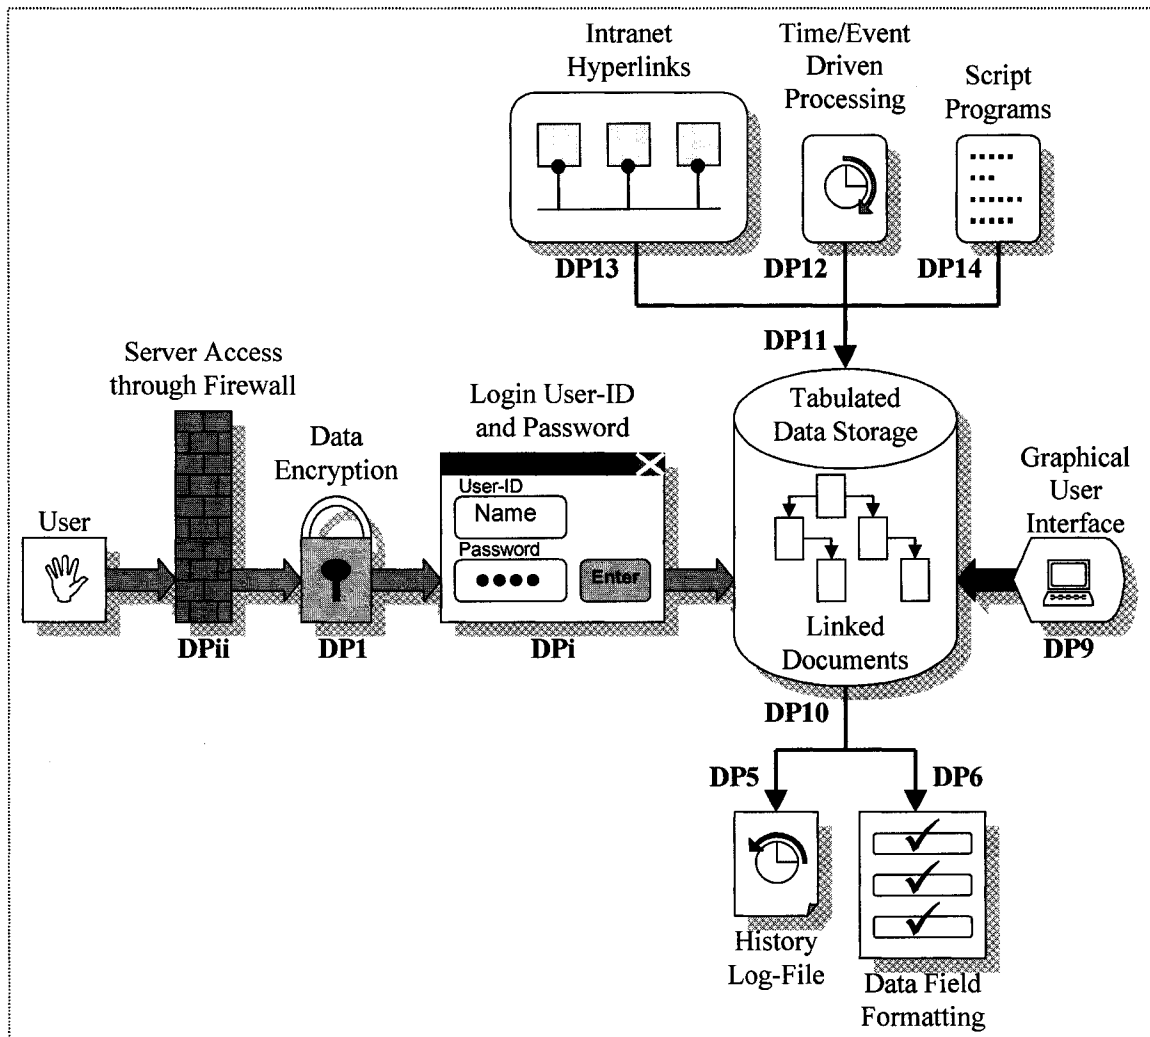 Intranet
Hyperlinks
Time/Event
Driven
Processing
Script
Programs
DP13
DP12
DP14
DP11
Server Access
through Firewall
Data
Encryption
Login User-ID
and Password
Tabulated
Data Storage
Graphical
User
Interface
User
User-ID
Name
Password
Enter
Linked
Documents
DPii
DP1
DPi
DP9
DP10
DP5
DP6
History
Log-File
Data Field
Formatting